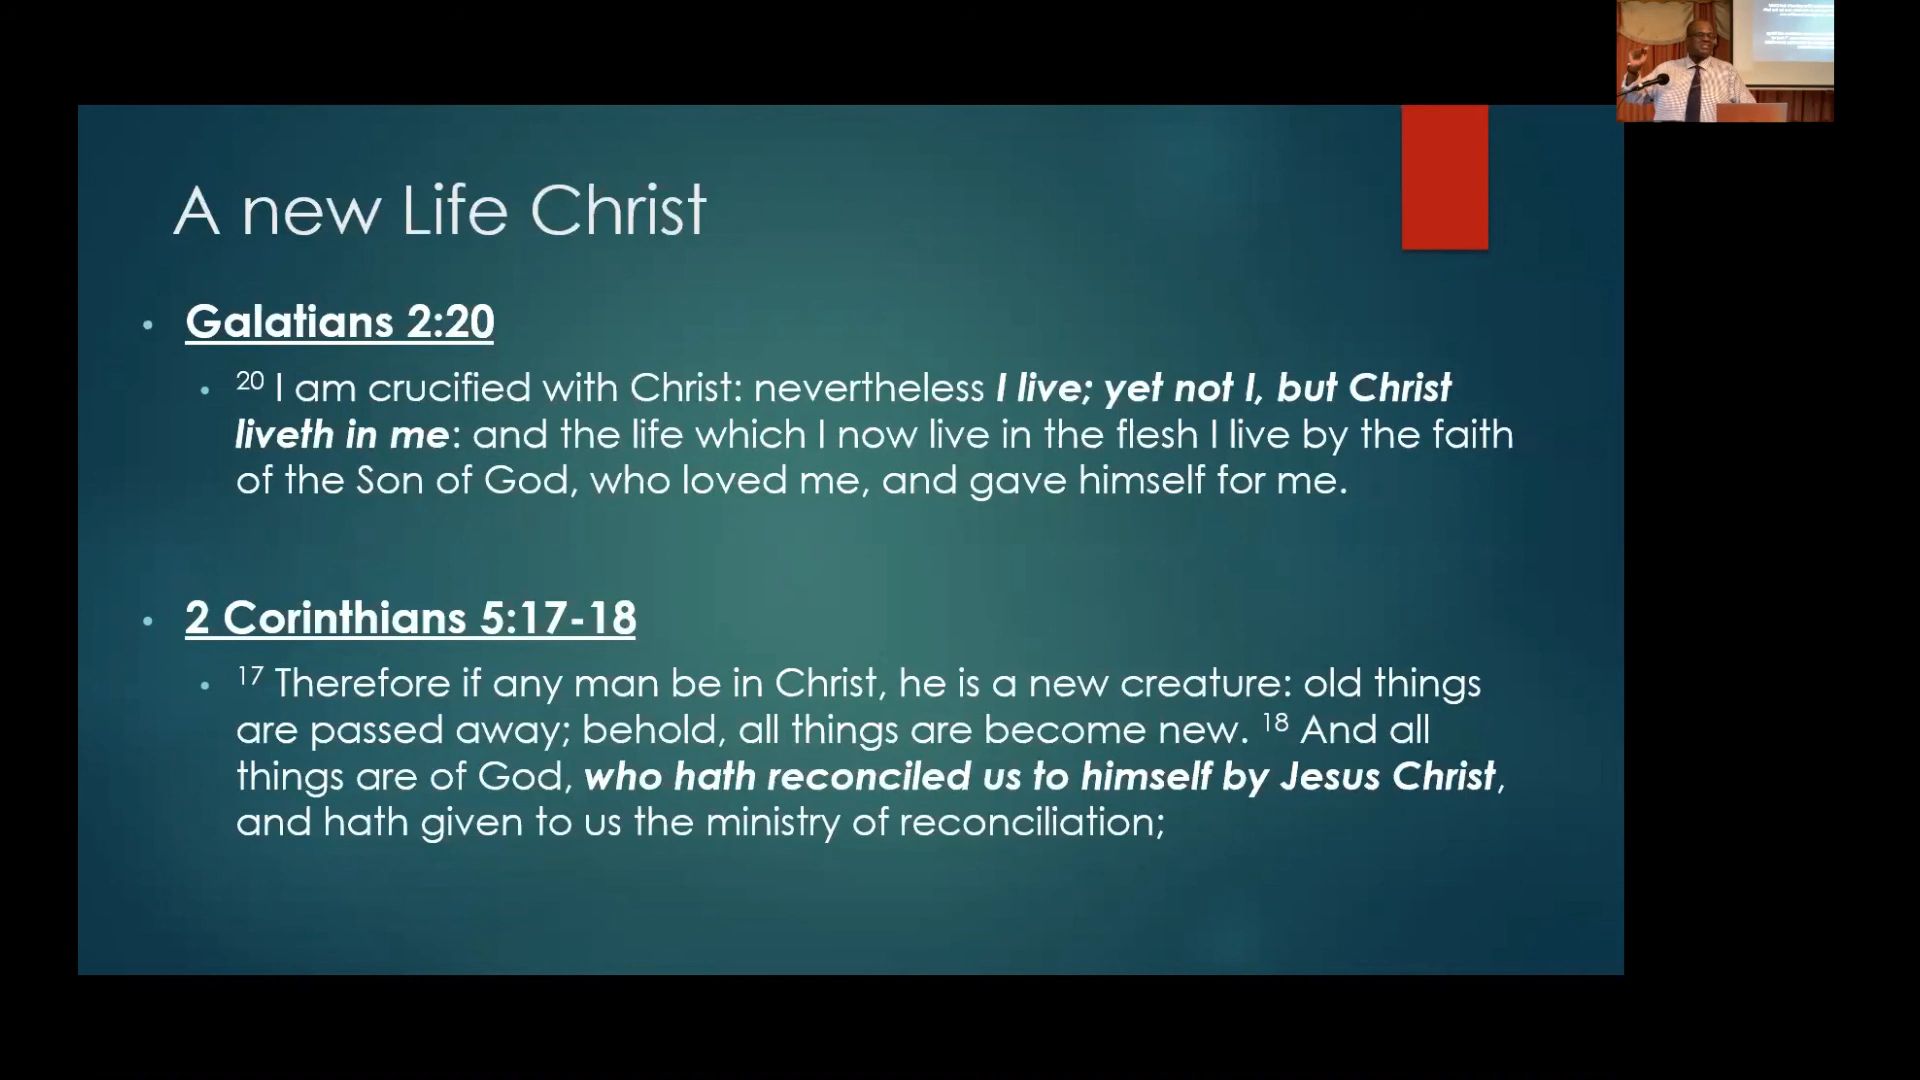 A new Life Christ
• Galatians 2:20
• 20 I am crucified with Christ: nevertheless I live; yet not I, but Christ
liveth in me: and the life which I now live in the flesh I live by the faith
of the Son of God, who loved me, and gave himself for me.
• 2 Corinthians 5:17-18
• 17 Therefore if any man be in Christ, he is a new creature: old things
are passed away; behold, all things are become new. 18 And all
things are of God, who hath reconciled us to himself by Jesus Christ,
and hath given to us the ministry of reconciliation;